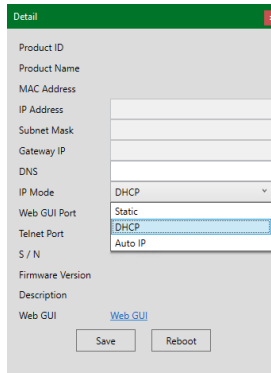 Detail
Product ID
Product Name
MAC Address
IP Address
Subnet Mask
Gateway IP
DNS
IP Mode DHCP
Web GUI Port Static
DHCP
Telnet Port
Auto IP
S / N
Firmware Version
Description
Web GUI Web GUI
Save Reboot